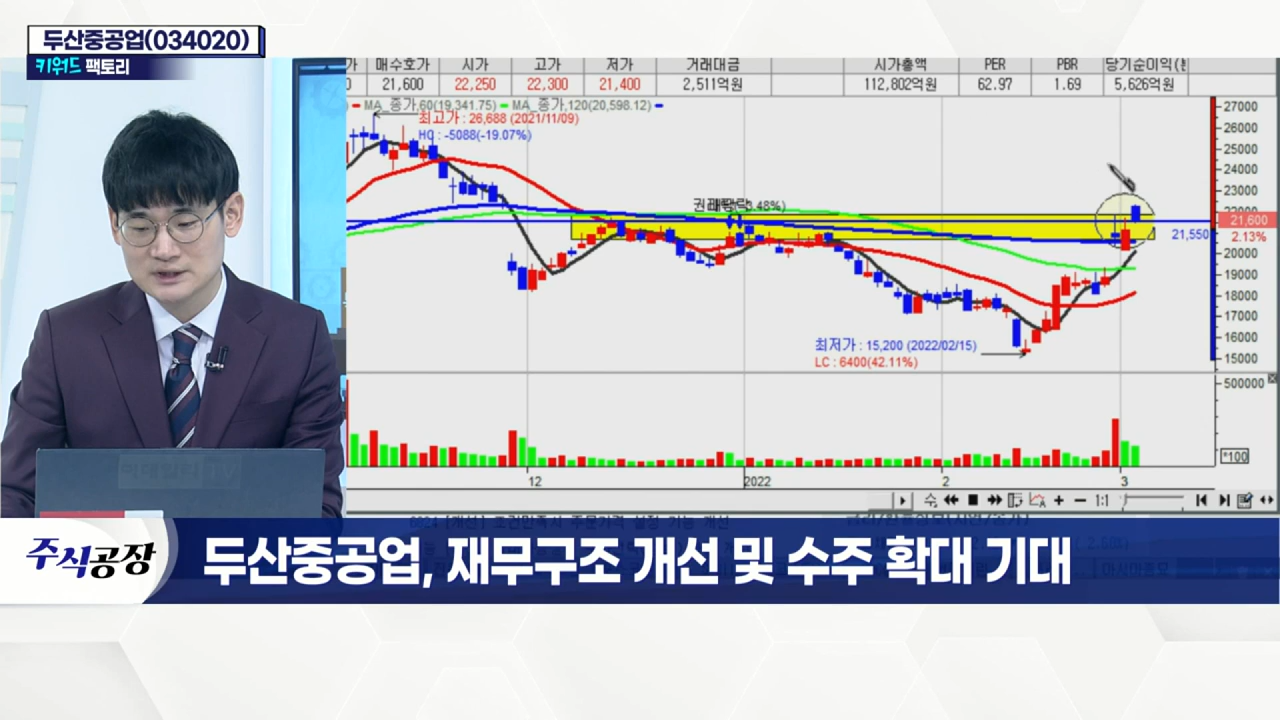 두산중공업(034020)
키워드 팩토리
가 매수호가 시가 고가 저가 거래대금 시가총액 PER PBR 당기순이익(분
0 21,600 22,250 22,300 21,400 2,511억원 112,802억원 62.97 1.69 5,626억원
MA_종가,60(19,341.75) MA_종가,120(20,598.12)
최고가 : 26,688 (2021/11/09)
HC : -5088(-19.07%)
27000
26000
25000
24000
23000
22000
21,600
2.13%
21,550
20000
19000
18000
17000
16000
15000
최저가 : 15,200 (2022/02/15)
LC : 6400(42.11%)
500000
*100
12 2022 2 3
1:1
주식공장
두산중공업, 재무구조 개선 및 수주 확대 기대